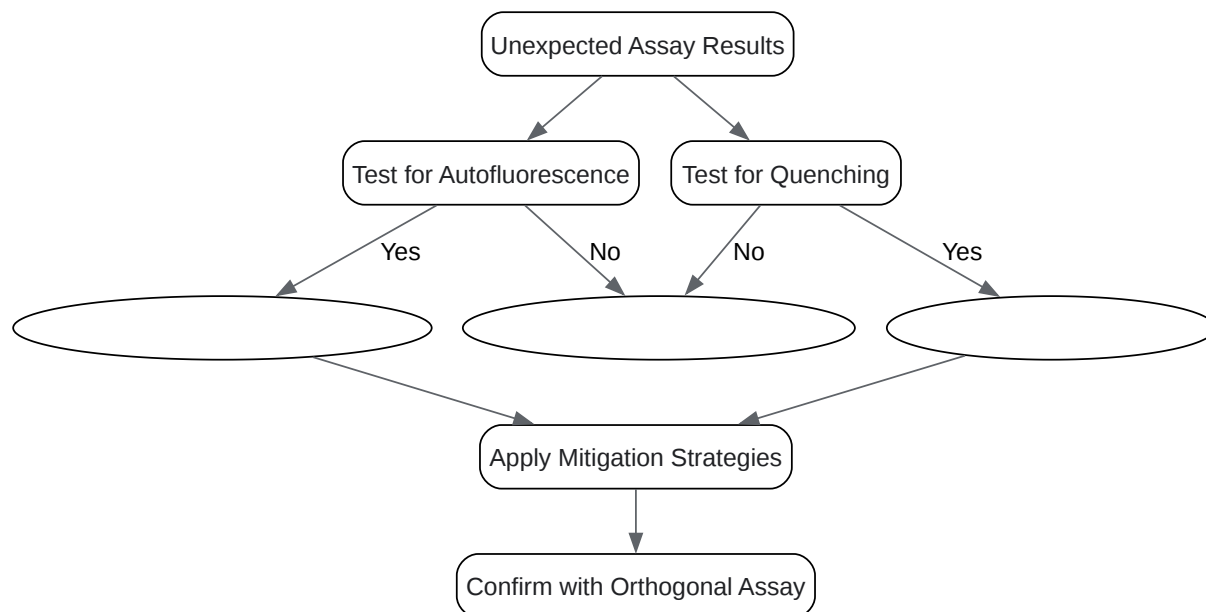 Unexpected Assay Results
Test for Autofluorescence
Test for Quenching
Yes
No
No
Yes
Apply Mitigation Strategies
Confirm with Orthogonal Assay